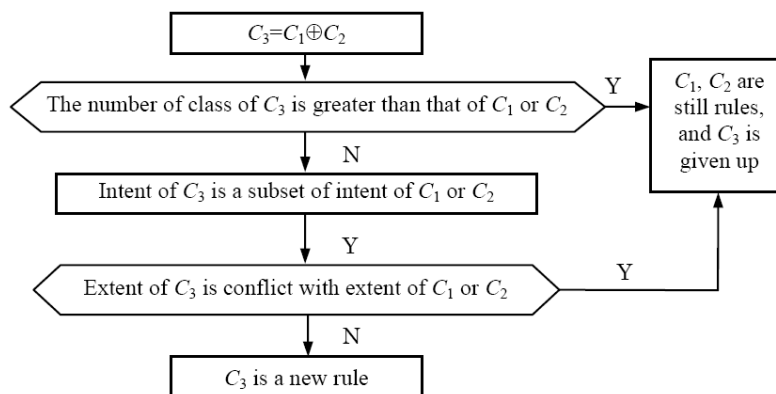 C₃=C₁⊕C₂
The number of class of C₃ is greater than that of C₁ or C₂
Y
C₁, C₂ are
still rules,
and C₃ is
given up
N
Intent of C₃ is a subset of intent of C₁ or C₂
Y
Extent of C₃ is conflict with extent of C₁ or C₂
Y
N
C₃ is a new rule